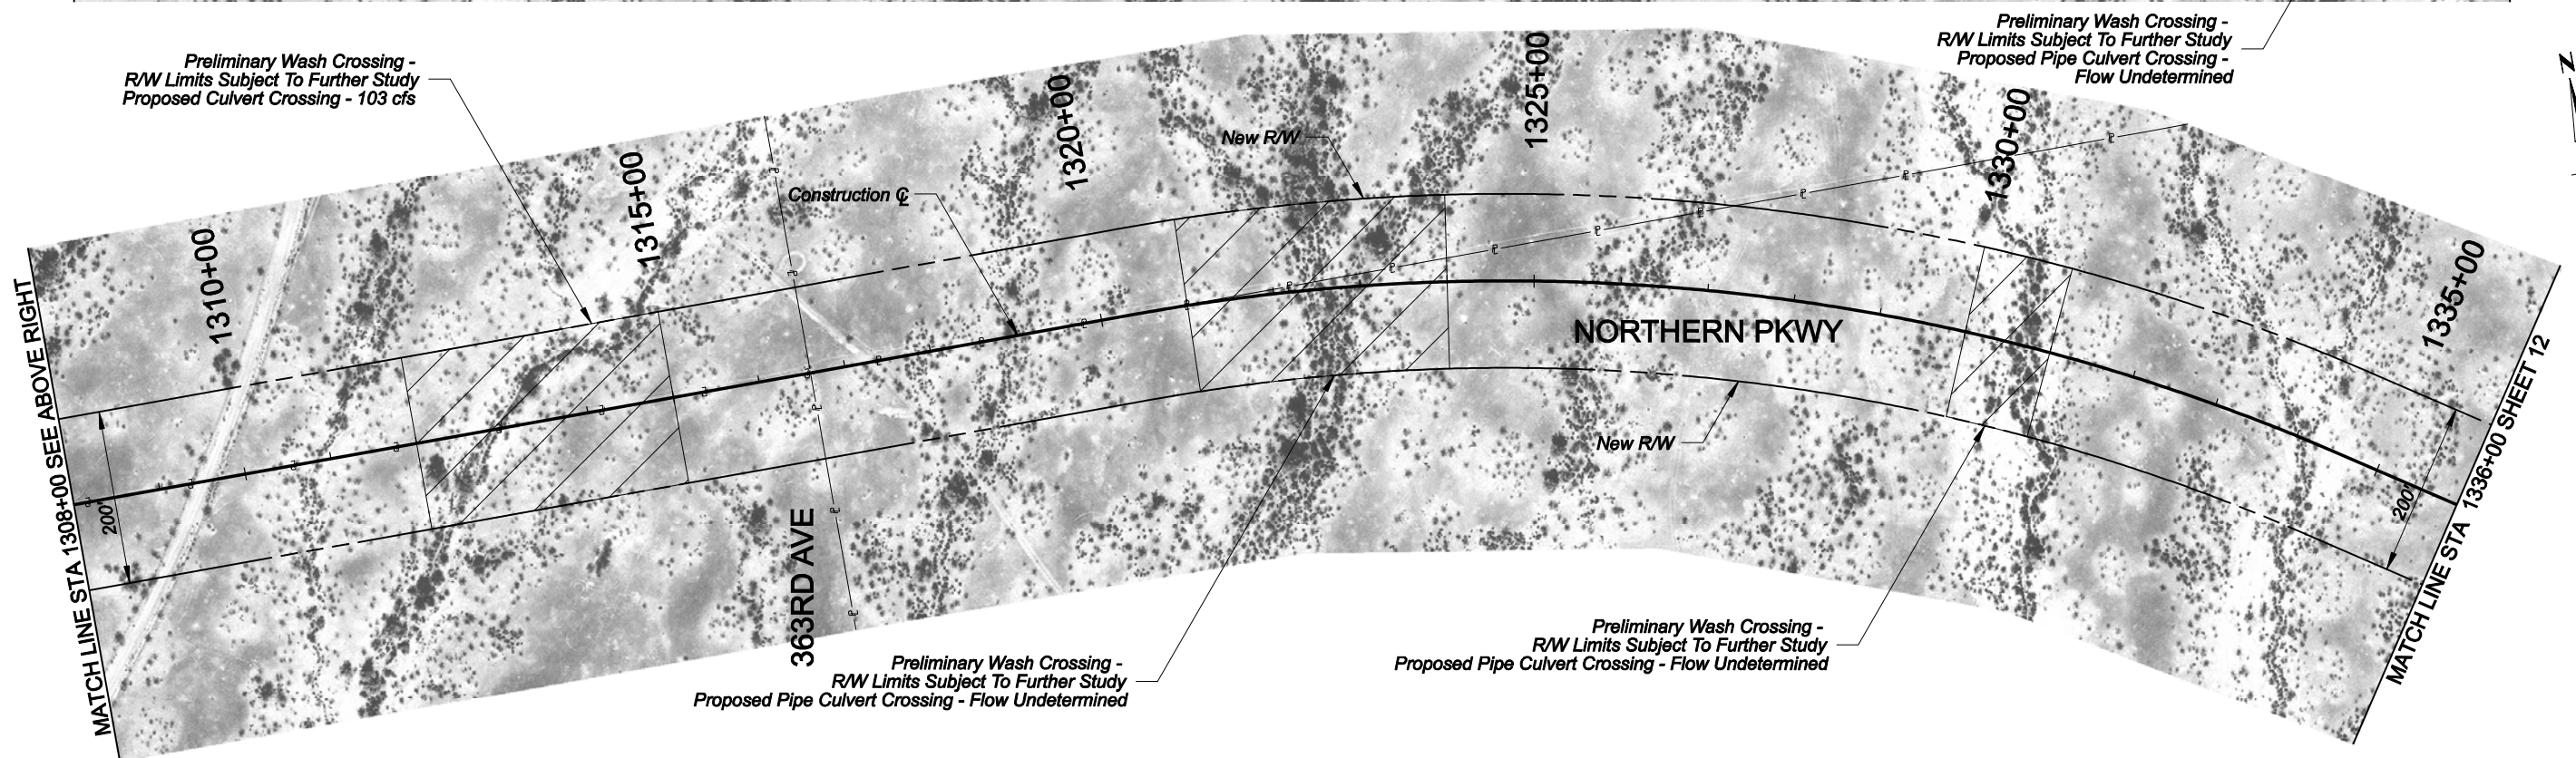 Preliminary Wash Crossing -
R/W Limits Subject To Further Study
Proposed Culvert Crossing - 103 cfs
Preliminary Wash Crossing -
R/W Limits Subject To Further Study
Proposed Pipe Culvert Crossing -
Flow Undetermined
N
1310+00
1315+00
1320+00
1325+00
1330+00
1335+00
New R/W
Construction ℄
NORTHERN PKWY
New R/W
363RD AVE
200'
200'
MATCH LINE STA 1308+00 SEE ABOVE RIGHT
MATCH LINE STA 1336+00 SHEET 12
Preliminary Wash Crossing -
R/W Limits Subject To Further Study
Proposed Pipe Culvert Crossing - Flow Undetermined
Preliminary Wash Crossing -
R/W Limits Subject To Further Study
Proposed Pipe Culvert Crossing - Flow Undetermined